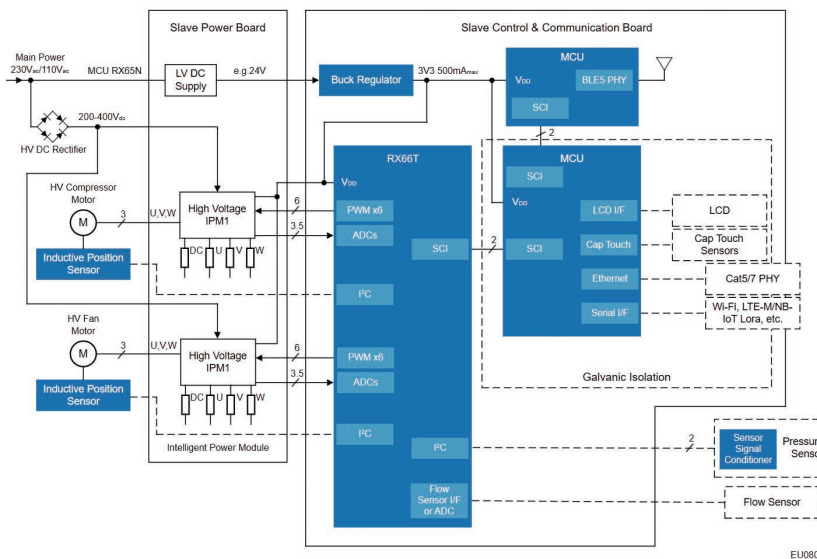 Slave Power Board
Slave Control & Communication Board
Main Power
230Vac/110Vac
MCU RX65N
LV DC
Supply
e.g.24V
Buck Regulator
3V3 500mAmax
MCU
VDD
BLE5 PHY
SCI
2
200-400Vdc
HV DC Rectifier
RX66T
VDD
MCU
SCI
VDD
LCD I/F
LCD
HV Compressor
Motor
M
3
U,V,W
High Voltage
IPM1
6
PWM x6
3.5
ADCs
SCI
2
SCI
Cap Touch
Cap Touch
Sensors
DC
U
V
W
Inductive Position
Sensor
I²C
Ethernet
Cat5/7 PHY
Serial I/F
Wi-Fi, LTE-M/NB-
IoT Lora, etc.
HV Fan
Motor
M
3
U,V,W
High Voltage
IPM1
6
PWM x6
3.5
ADCs
Galvanic Isolation
DC
U
V
W
Inductive Position
Sensor
I²C
Intelligent Power Module
I²C
2
Sensor
Signal
Conditioner
Pressu
Senso
Flow
Sensor I/F
or ADC
Flow Sensor
EU080